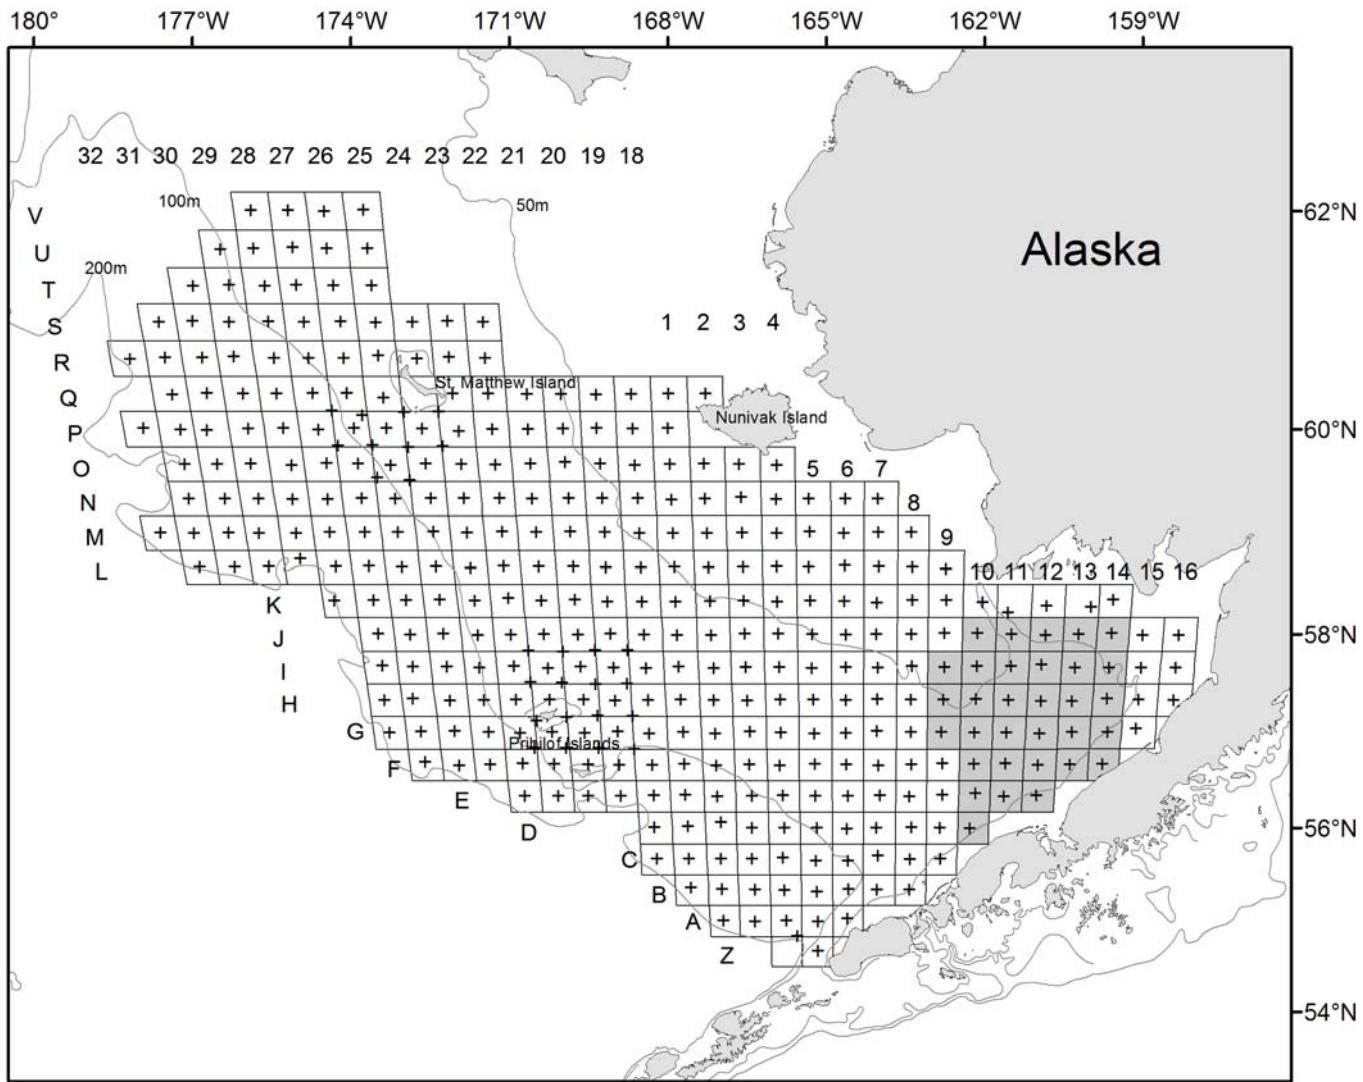 180° 177°W 174°W 171°W 168°W 165°W 162°W 159°W
32 31 30 29 28 27 26 25 24 23 22 21 20 19 18
100m
50m
V
62°N
U
Alaska
200m
T
S
1 2 3 4
R
St. Matthew Island
Q
Nunivak Island
P
60°N
O
5 6 7
N
8
M
9
L
10 11 12 13 14 15 16
K
J
58°N
I
H
G
Pribilof Islands
F
E
D
56°N
C
B
A
Z
54°N